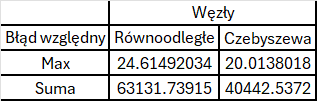 Węzły
Błąd względny Równoodległe Czebyszewa
Max 24.61492034 20.0138018
Suma 63131.73915 40442.5372